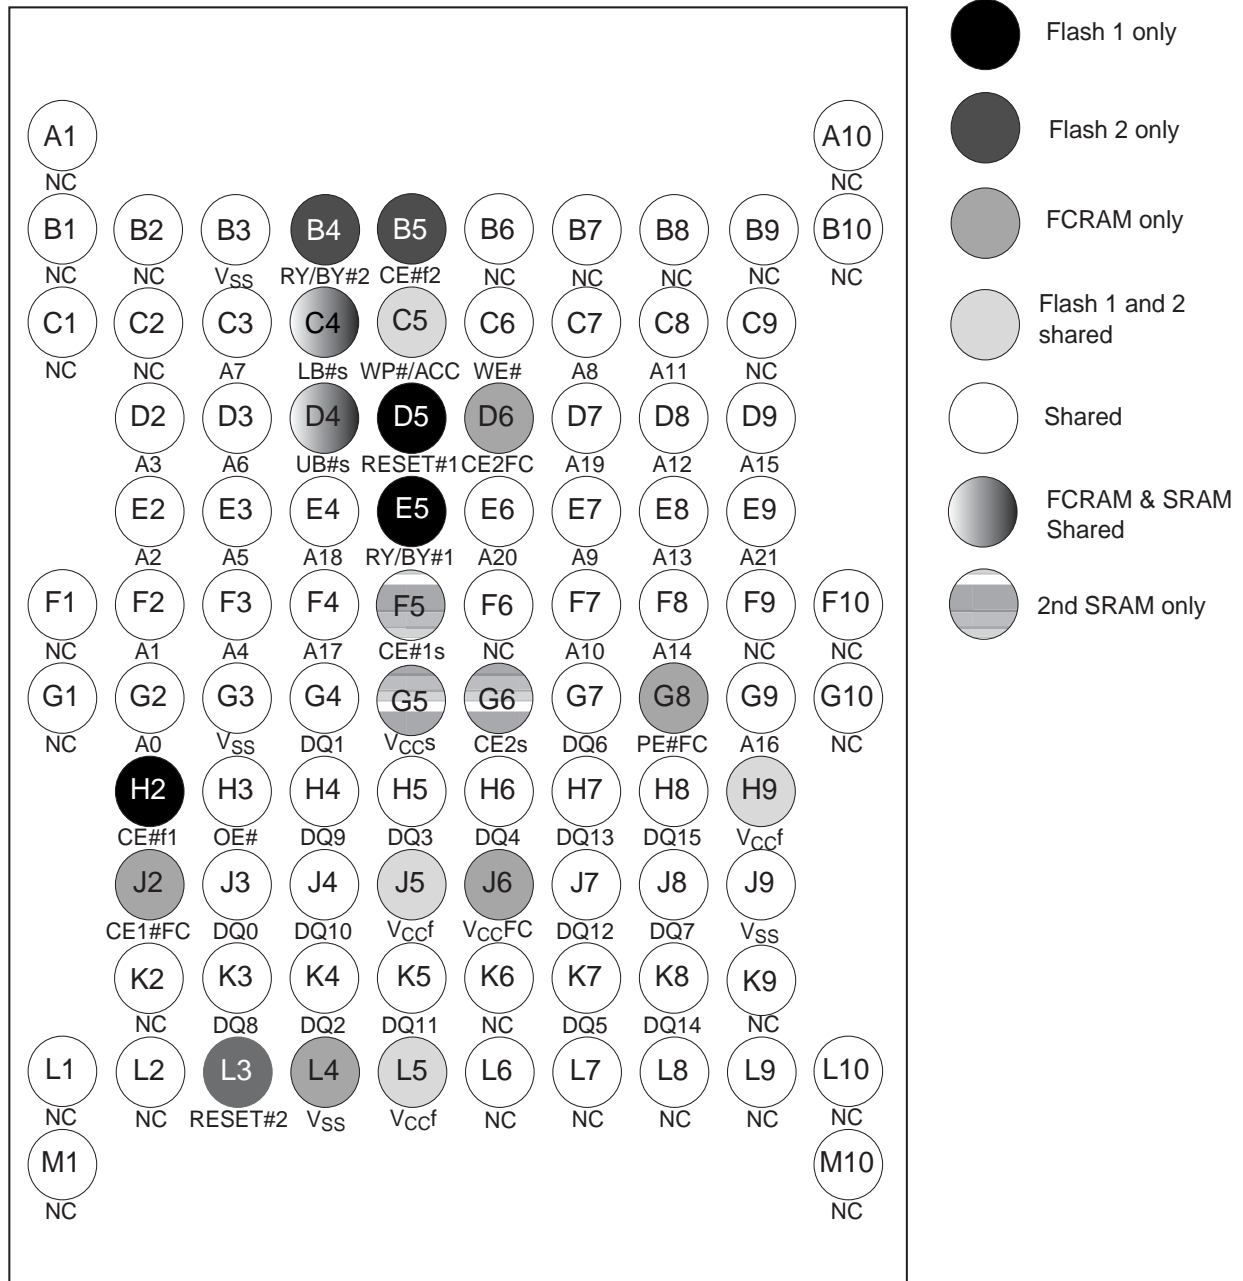 Flash 1 only
Flash 2 only
FCRAM only
Flash 1 and 2
shared
Shared
FCRAM & SRAM
Shared
2nd SRAM only
A1 A10
NC NC
B1 B2 B3 B4 B5 B6 B7 B8 B9 B10
NC NC VSS RY/BY#2 CE#f2 NC NC NC NC NC
C1 C2 C3 C4 C5 C6 C7 C8 C9
NC NC A7 LB#s WP#/ACC WE# A8 A11 NC
D2 D3 D4 D5 D6 D7 D8 D9
A3 A6 UB#s RESET#1 CE2FC A19 A12 A15
E2 E3 E4 E5 E6 E7 E8 E9
A2 A5 A18 RY/BY#1 A20 A9 A13 A21
F1 F2 F3 F4 F5 F6 F7 F8 F9 F10
NC A1 A4 A17 CE#1s NC A10 A14 NC NC
G1 G2 G3 G4 G5 G6 G7 G8 G9 G10
NC A0 VSS DQ1 VCCs CE2s DQ6 PE#FC A16 NC
H2 H3 H4 H5 H6 H7 H8 H9
CE#f1 OE# DQ9 DQ3 DQ4 DQ13 DQ15 VCCf
J2 J3 J4 J5 J6 J7 J8 J9
CE1#FC DQ0 DQ10 VCCf VCCFC DQ12 DQ7 VSS
K2 K3 K4 K5 K6 K7 K8 K9
NC DQ8 DQ2 DQ11 NC DQ5 DQ14 NC
L1 L2 L3 L4 L5 L6 L7 L8 L9 L10
NC NC RESET#2 VSS VCCf NC NC NC NC NC
M1 M10
NC NC